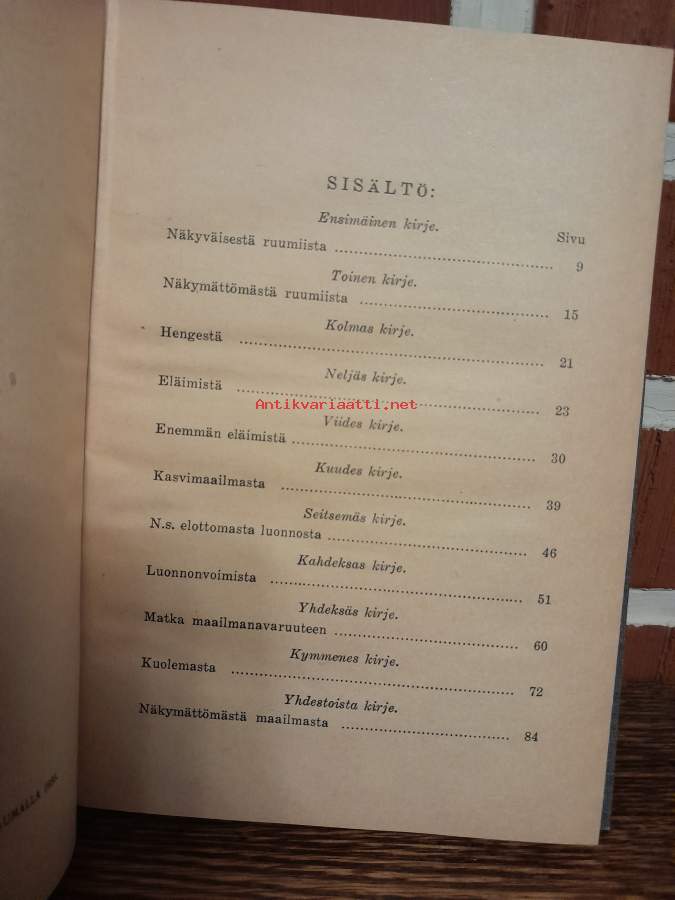 SISÄLTÖ:
Ensimäinen kirje.
Sivu
Näkyväisestä ruumiista ........ 9
Toinen kirje.
Näkymättömästä ruumiista ........ 15
Kolmas kirje.
Hengestä ........ 21
Neljäs kirje.
Eläimistä ........ 23
Antikvariaatti.net
Viides kirje.
Enemmän eläimistä ........ 30
Kuudes kirje.
Kasvimaailmasta ........ 39
Seitsemäs kirje.
N.s. elottomasta luonnosta ........ 46
Kahdeksas kirje.
Luonnonvoimista ........ 51
Yhdeksäs kirje.
Matka maailmanavaruuteen ........ 60
Kymmenes kirje.
Kuolemasta ........ 72
Yhdestoista kirje.
Näkymättömästä maailmasta ........ 84